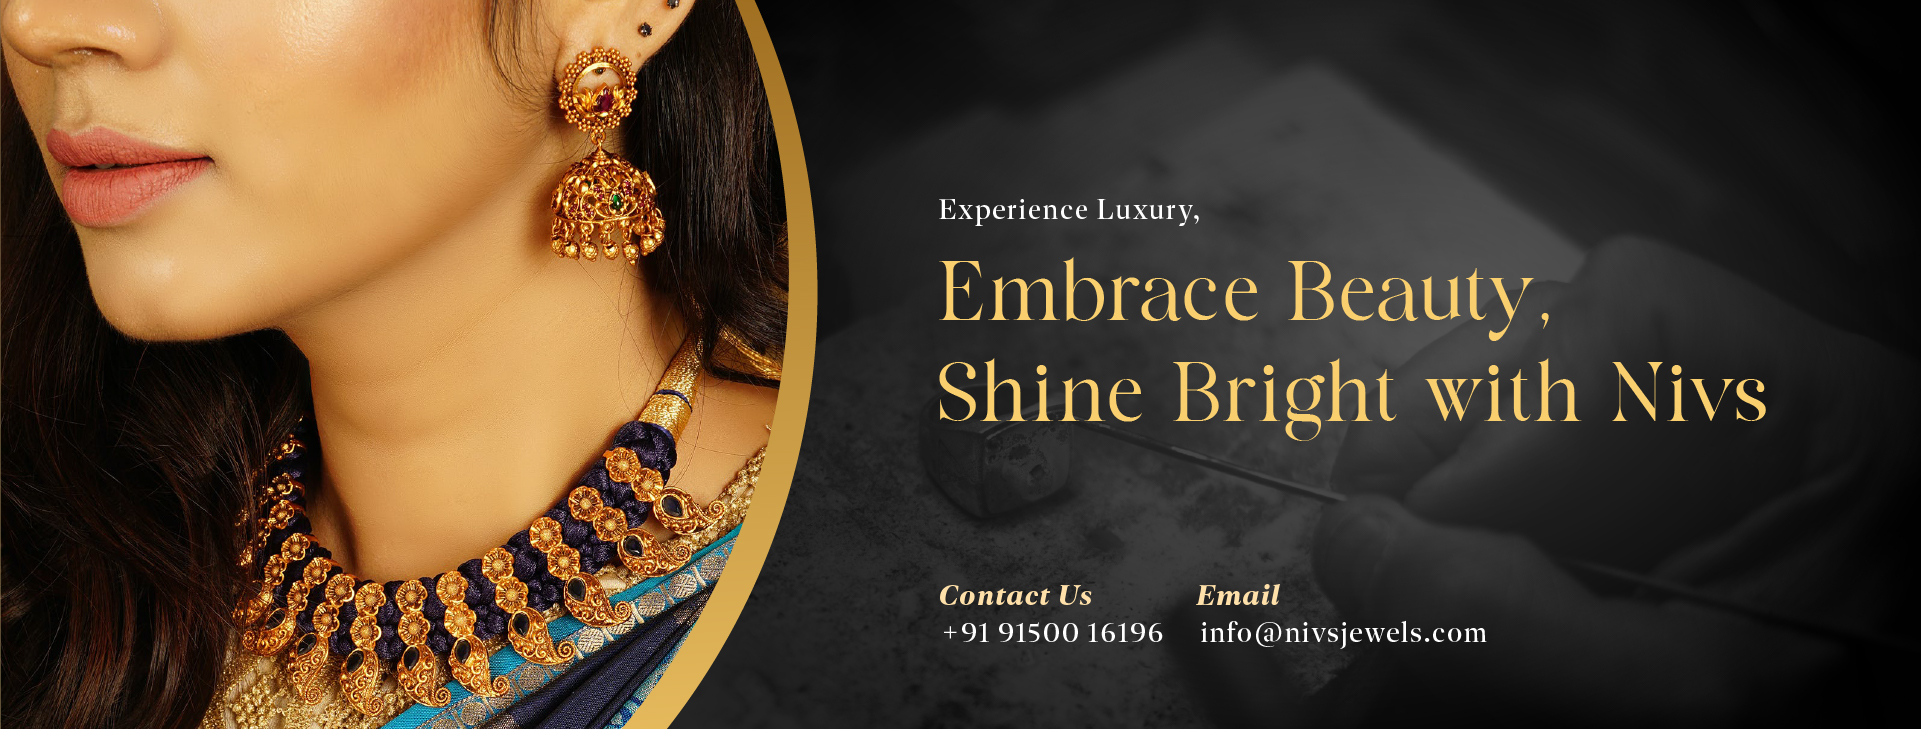 Experience Luxury,
Embrace Beauty,
Shine Bright with Nivs
Contact Us
+91 91500 16196
Email
info@nivsjewels.com